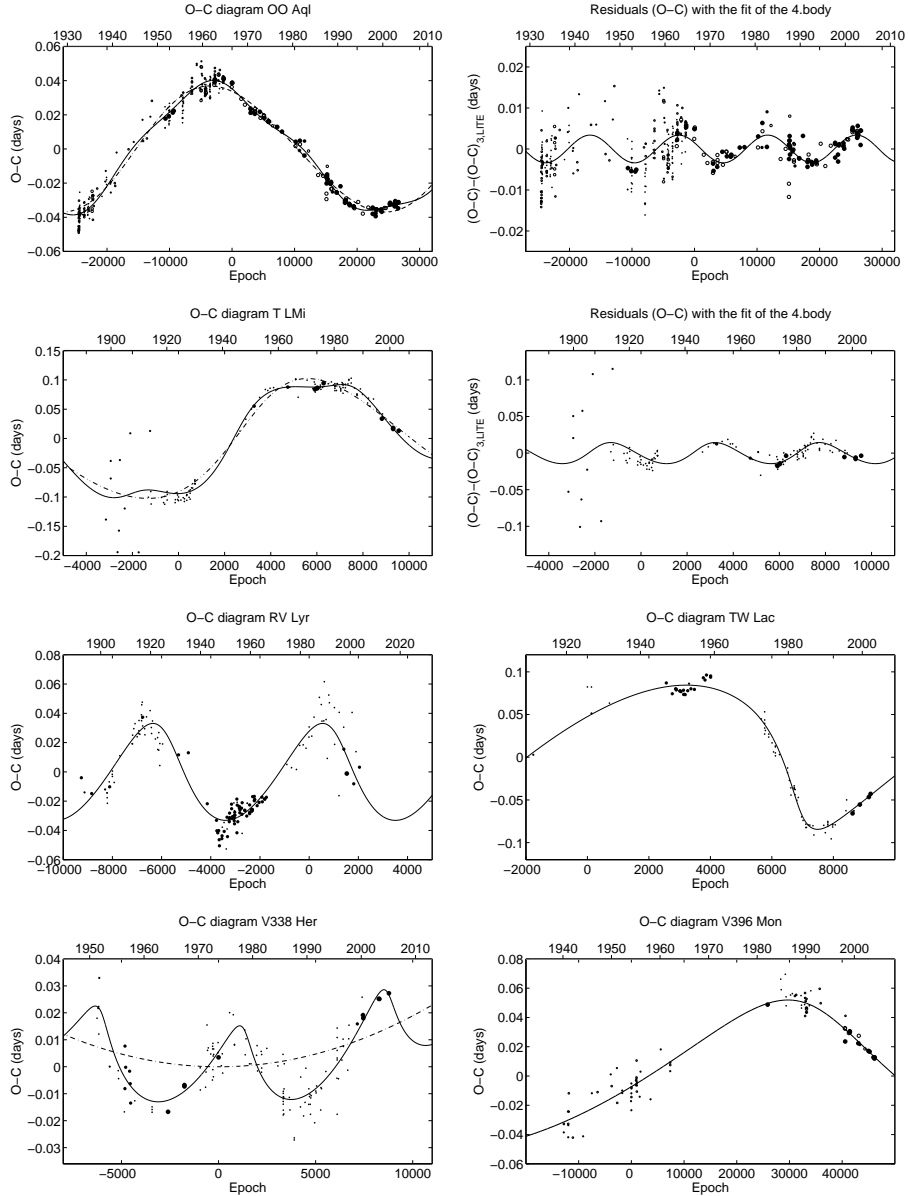 O−C diagram OO Aql
1930 1940 1950 1960 1970 1980 1990 2000 2010
0.06
0.04
0.02
0
−0.02
−0.04
−0.06
O−C (days)
−20000 −10000 0 10000 20000 30000
Epoch
Residuals (O−C) with the fit of the 4.body
1930 1940 1950 1960 1970 1980 1990 2000 2010
0.02
0.01
0
−0.01
−0.02
(O−C)−(O−C)3,LITE (days)
−20000 −10000 0 10000 20000 30000
Epoch
O−C diagram T LMi
1900 1925 1950 1975 2000
0.15
0.1
0.05
0
−0.05
−0.1
−0.15
−0.2
O−C (days)
−4000 −2000 0 2000 4000 6000 8000 10000
Epoch
Residuals (O−C) with the fit of the 4.body
1900 1925 1950 1975 2000
0.1
0.05
0
−0.05
−0.1
(O−C)−(O−C)3,LITE (days)
−4000 −2000 0 2000 4000 6000 8000 10000
Epoch
O−C diagram RV Lyr
1900 1920 1940 1960 1980 2000 2020
0.08
0.06
0.04
0.02
0
−0.02
−0.04
−0.06
O−C (days)
−10000 −8000 −6000 −4000 −2000 0 2000 4000
Epoch
O−C diagram TW Lac
1925 1950 1975 2000
0.1
0.05
0
−0.05
−0.1
O−C (days)
−2000 0 2000 4000 6000 8000
Epoch
O−C diagram V338 Her
1950 1960 1970 1980 1990 2000 2010
0.04
0.03
0.02
0.01
0
−0.01
−0.02
−0.03
O−C (days)
−5000 0 5000 10000
Epoch
O−C diagram V396 Mon
1940 1950 1960 1970 1980 1990 2000
0.08
0.06
0.04
0.02
0
−0.02
−0.04
−0.06
O−C (days)
−10000 0 10000 20000 30000 40000
Epoch